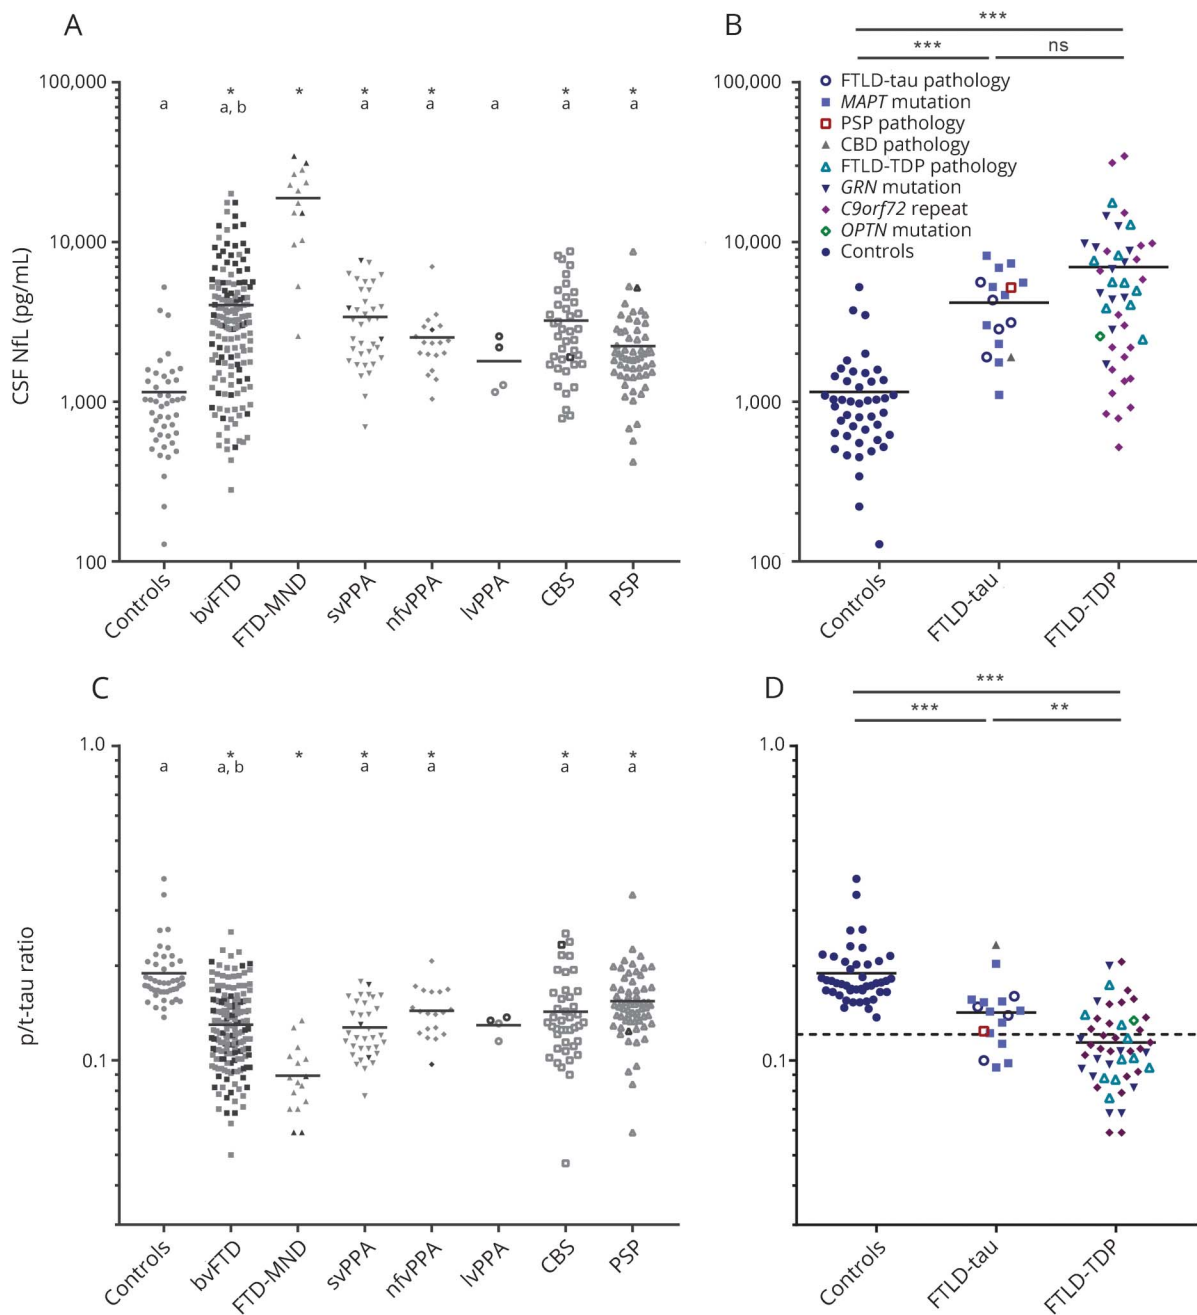 A
CSF NfL (pg/mL)
100,000
10,000
1,000
100
* * * * * *
a a, b a a a a a
Controls bvFTD FTD-MND svPPA nfvPPA lvPPA CBS PSP
B
***
*** ns
100,000
10,000
1,000
100
FTLD-tau pathology
MAPT mutation
PSP pathology
CBD pathology
FTLD-TDP pathology
GRN mutation
C9orf72 repeat
OPTN mutation
Controls
Controls FTLD-tau FTLD-TDP
C
p/t-tau ratio
1.0
0.1
* * * * * *
a a, b a a a a
Controls bvFTD FTD-MND svPPA nfvPPA lvPPA CBS PSP
D
***
*** **
1.0
0.1
Controls FTLD-tau FTLD-TDP